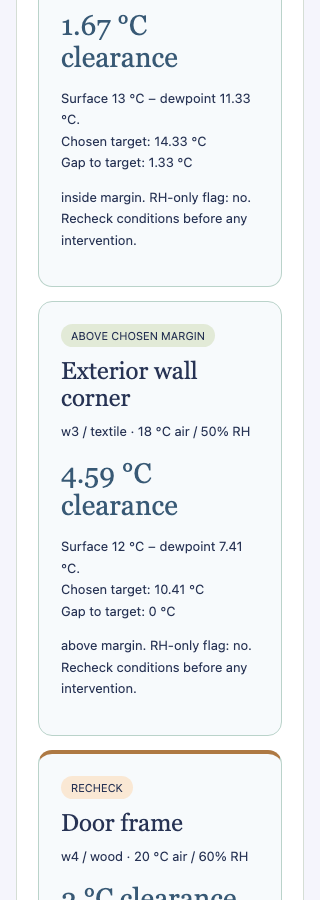 1.67 °C
clearance
Surface 13 °C – dewpoint 11.33
°C.
Chosen target: 14.33 °C
Gap to target: 1.33 °C
inside margin. RH-only flag: no.
Recheck conditions before any
intervention.
ABOVE CHOSEN MARGIN
Exterior wall
corner
w3 / textile · 18 °C air / 50% RH
4.59 °C
clearance
Surface 12 °C – dewpoint 7.41
°C.
Chosen target: 10.41 °C
Gap to target: 0 °C
above margin. RH-only flag: no.
Recheck conditions before any
intervention.
RECHECK
Door frame
w4 / wood · 20 °C air / 60% RH
2 °C clearance